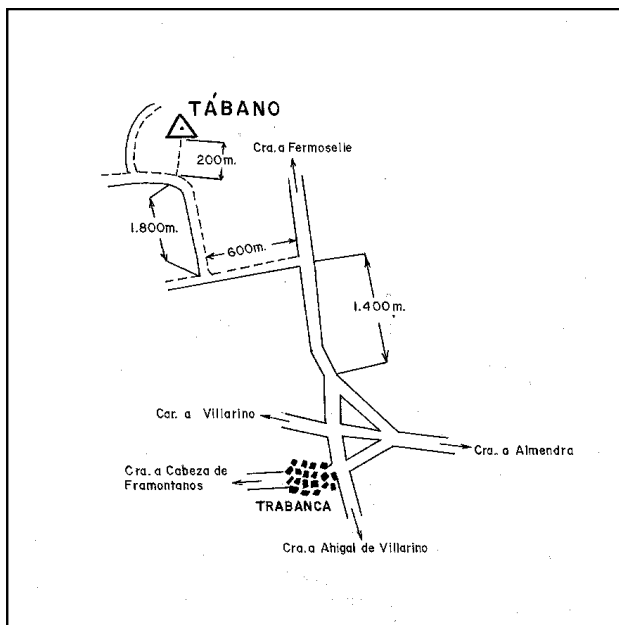 TÁBANO
200m.
Cra. a Fermoselle
1.800m.
600m.
1.400m.
Car. a Villarino
Cra. a Almendra
Cra. a Cabeza de
Framontanos
TRABANCA
Cra. a Ahigal de Villarino